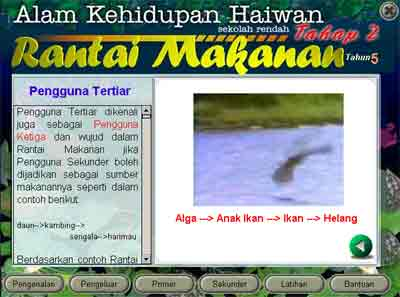 Alam Kehidupan Haiwan
sekolah rendah Tahap 2
Rantai Makanan Tahun 5
Pengguna Tertiar
Pengguna Tertiar dikenali
juga sebagai Pengguna
Ketiga dan wujud dalam
Rantai Makanan jika
Pengguna Sekunder boleh
dijadikan sebagai sumber
makanannya seperti dalam
contoh berikut:
daun-->kambing-->
serigala-->harimau
Berdasarkan contoh Rantai
Alga --> Anak Ikan --> Ikan --> Helang
Pengenalan
Pengeluar
Primer
Sekunder
Latihan
Bantuan